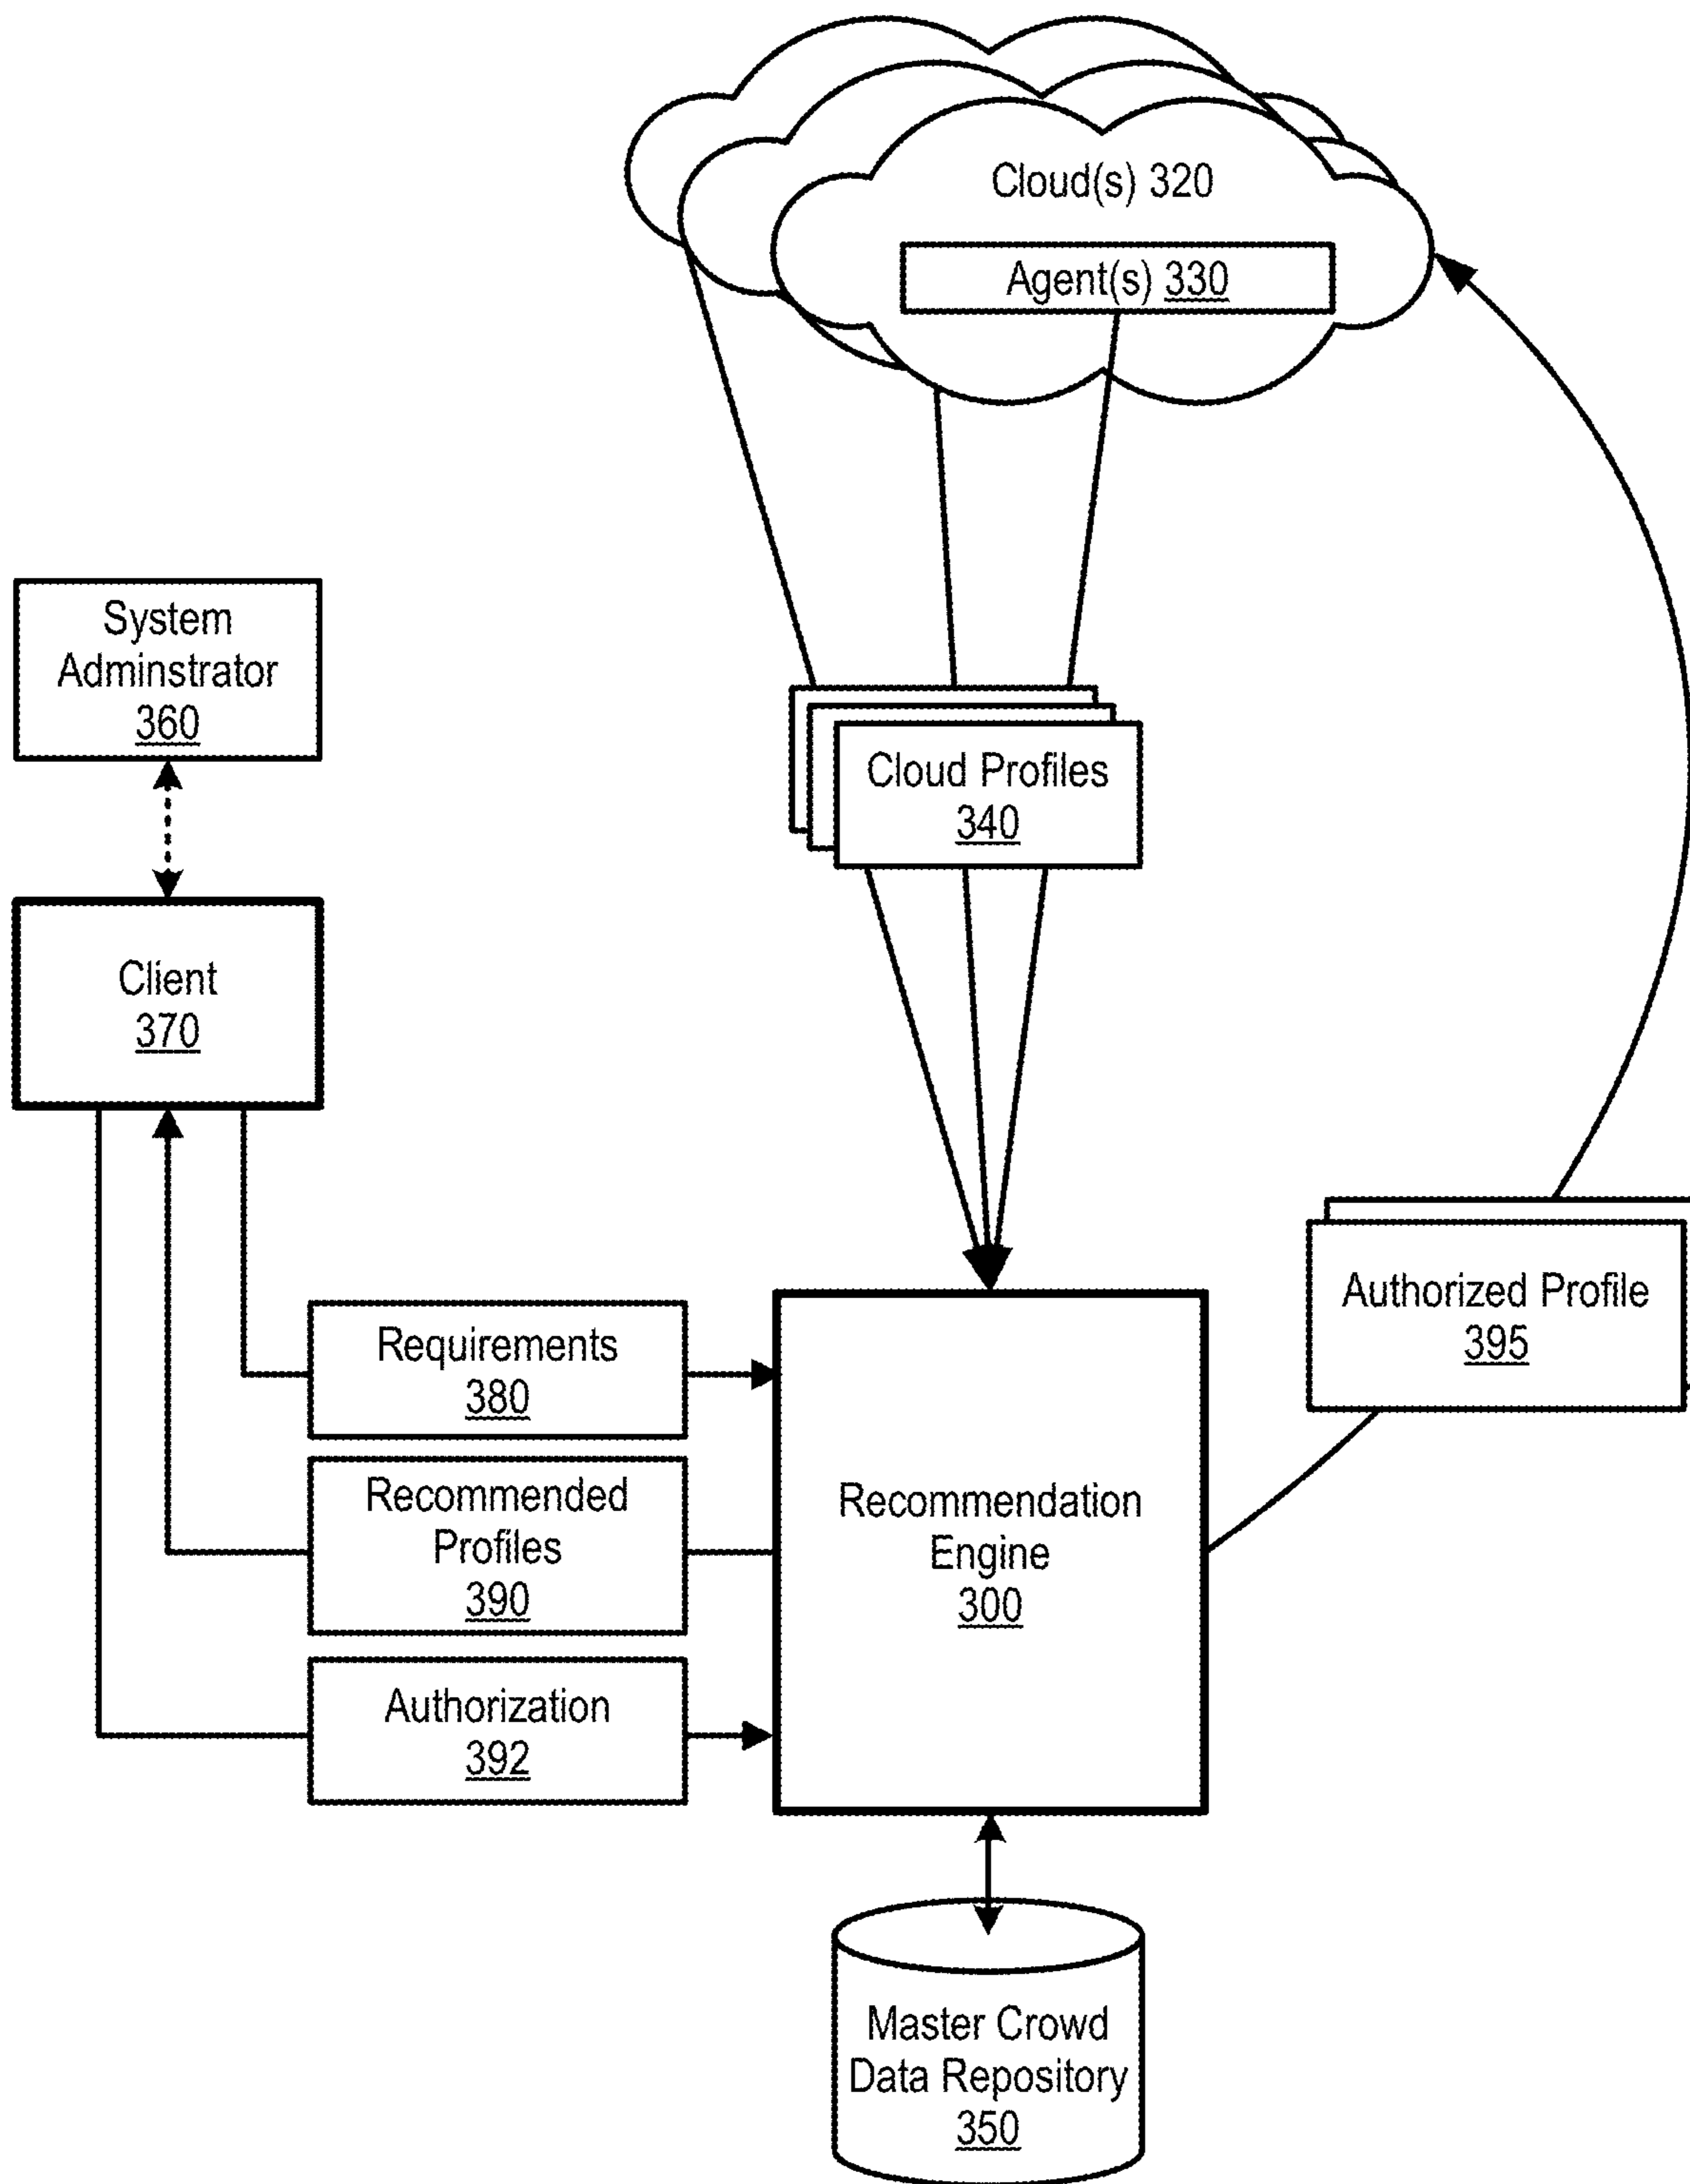 Cloud(s) 320
Agent(s) 330
System
Adminstrator
360
Cloud Profiles
340
Client
370
Authorized Profile
395
Requirements
380
Recommended
Profiles
390
Recommendation
Engine
300
Authorization
392
Master Crowd
Data Repository
350